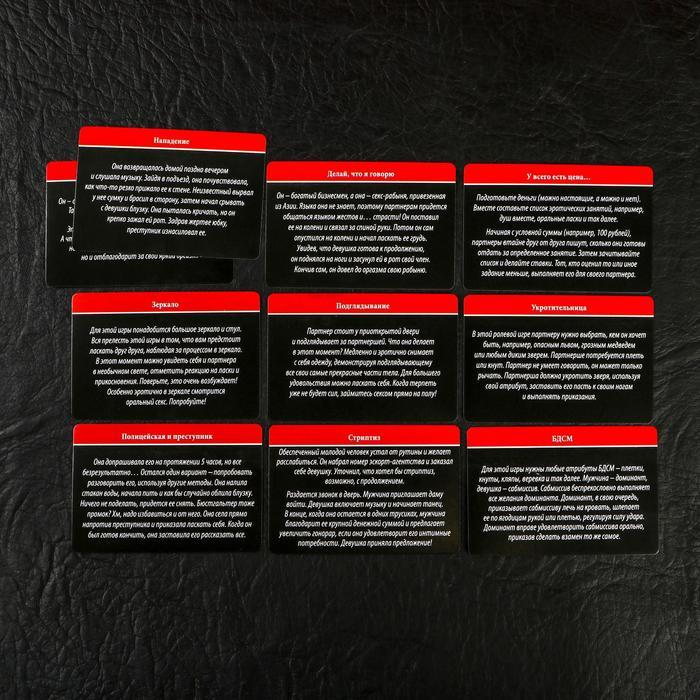 Нападение
Она возвращалась домой поздно вечером
и слушала музыку. Зайдя в подъезд, она почувствовала,
как что-то резко прижало ее к стене. Неизвестный вырвал
у нее сумку и бросил в сторону, затем начал срывать
с девушки блузку. Она пыталась кричать, но он
крепко зажал ей рот. Задрав жертве юбку,
преступник изнасиловал ее.
и отблагодарит за свой
Делай, что я говорю
Он – богатый бизнесмен, а она – секс-рабыня, привезенная
из Азии. Языка она не знает, поэтому партнерам придется
общаться языком жестов и… страсти! Он поставил
ее на колени и связал за спиной руки. Потом он сам
опустился на колени и начал ласкать ее грудь.
Увидев, что девушка готова к продолжению,
он поднялся на ноги и засунул ей в рот свой член.
Кончив сам, он довел до оргазма свою рабыню.
У всего есть цена…
Подготовьте деньги (можно настоящие, а можно и нет).
Вместе составьте список эротических занятий, например,
душ вместе, оральные ласки и так далее.
Начиная с условной суммы (например, 100 рублей),
партнеры втайне друг от друга пишут, сколько они готовы
отдать за определенное занятие. Затем зачитывайте
список и делайте ставки. Тот, кто оценил то или иное
задание меньше, выполняет его для своего партнера.
Зеркало
Для этой игры понадобится большое зеркало и стул.
Вся прелесть этой игры в том, что вам предстоит
ласкать друг друга, наблюдая за процессом в зеркало.
В этот момент можно увидеть себя и партнера
в необычном свете, отметить реакцию на ласки и
прикосновения. Поверьте, это очень возбуждает!
Особенно эротично в зеркале смотрится
оральный секс. Попробуйте!
Подглядывание
Партнер стоит у приоткрытой двери
и подглядывает за партнершей. Что она делает
в этот момент? Медленно и эротично снимает
с себя одежду, демонстрируя подглядывающему
все свои самые прекрасные части тела. Для большего
удовольствия можно ласкать себя. Когда терпеть
уже не будет сил, займитесь сексом прямо на полу!
Укротительница
В этой ролевой игре партнеру нужно выбрать, кем он хочет
быть, например, опасным львом, грозным медведем
или любым диким зверем. Партнерше потребуется плеть
или кнут. Партнер не умеет говорить, он может только
рычать. Партнерша должна укротить зверя, используя
свой атрибут, заставить его пасть к своим ногам
и выполнять приказания.
Полицейская и преступник
Она допрашивала его на протяжении 5 часов, но все
безрезультатно… Остался один вариант – попробовать
разговорить его, используя другие методы. Она налила
стакан воды, начала пить и как бы случайно облила блузку.
Ничего не поделать, придется ее снять. Бюстгальтер тоже
промок? Хм, надо избавиться и от него. Она села прямо
напротив преступника и приказала ласкать себя. Когда он
был готов кончить, она заставила его рассказать все.
Стриптиз
Обеспеченный молодой человек устал от рутины и желает
расслабиться. Он набрал номер эскорт-агентства и заказал
себе девушку. Уточнил, что хотел бы стриптиз,
возможно, с продолжением.
Раздается звонок в дверь. Мужчина приглашает даму
войти. Девушка включает музыку и начинает танец.
В конце, когда она остается в одних трусиках, мужчина
благодарит ее крупной денежной суммой и предлагает
увеличить гонорар, если она удовлетворит его интимные
потребности. Девушка приняла предложение!
БДСМ
Для этой игры нужны любые атрибуты БДСМ – плетки,
кнуты, кляпы, веревка и так далее. Мужчина – доминант,
девушка – сабмиссив. Сабмиссив беспрекословно выполняет
все желания доминанта. Доминант, в свою очередь,
приказывает сабмиссиву лечь на кровать, шлепает
ее по ягодицам рукой или плетью, регулируя силу удара.
Доминант вправе удовлетворить сабмиссива орально,
приказав сделать взамен то же самое.